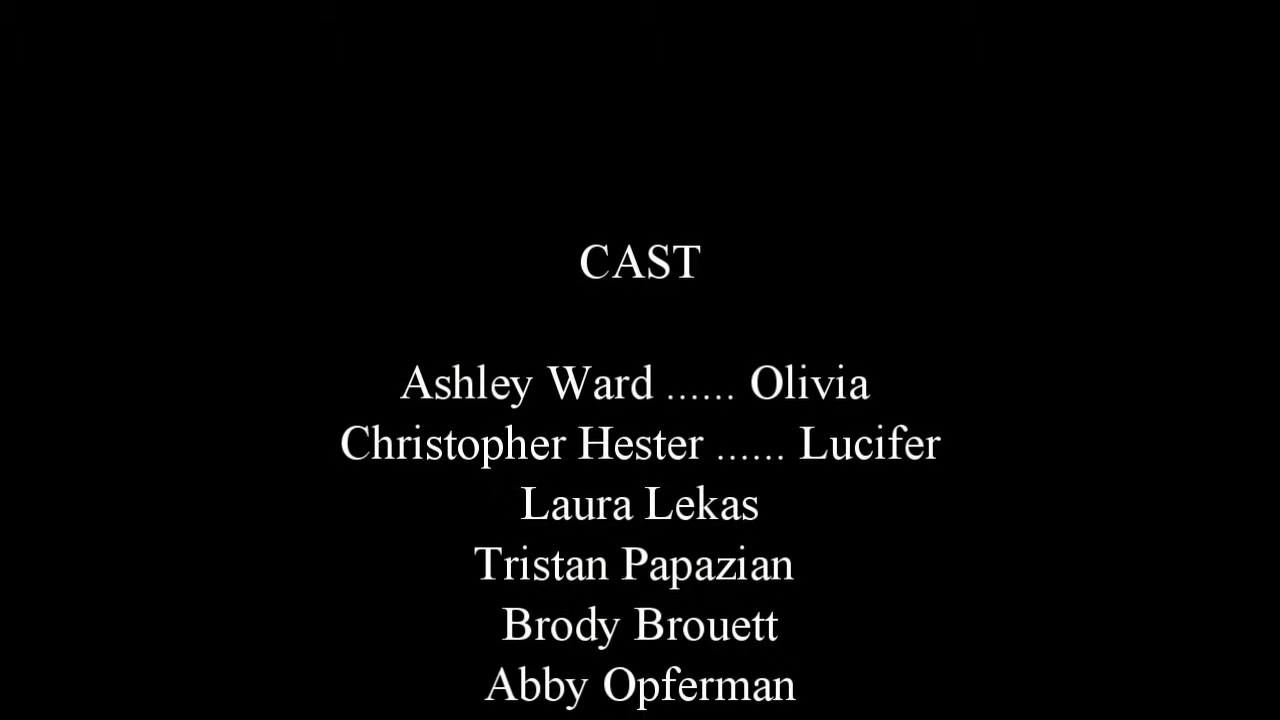 CAST
Ashley Ward ...... Olivia
Christopher Hester ...... Lucifer
Laura Lekas
Tristan Papazian
Brody Brouett
Abby Opferman